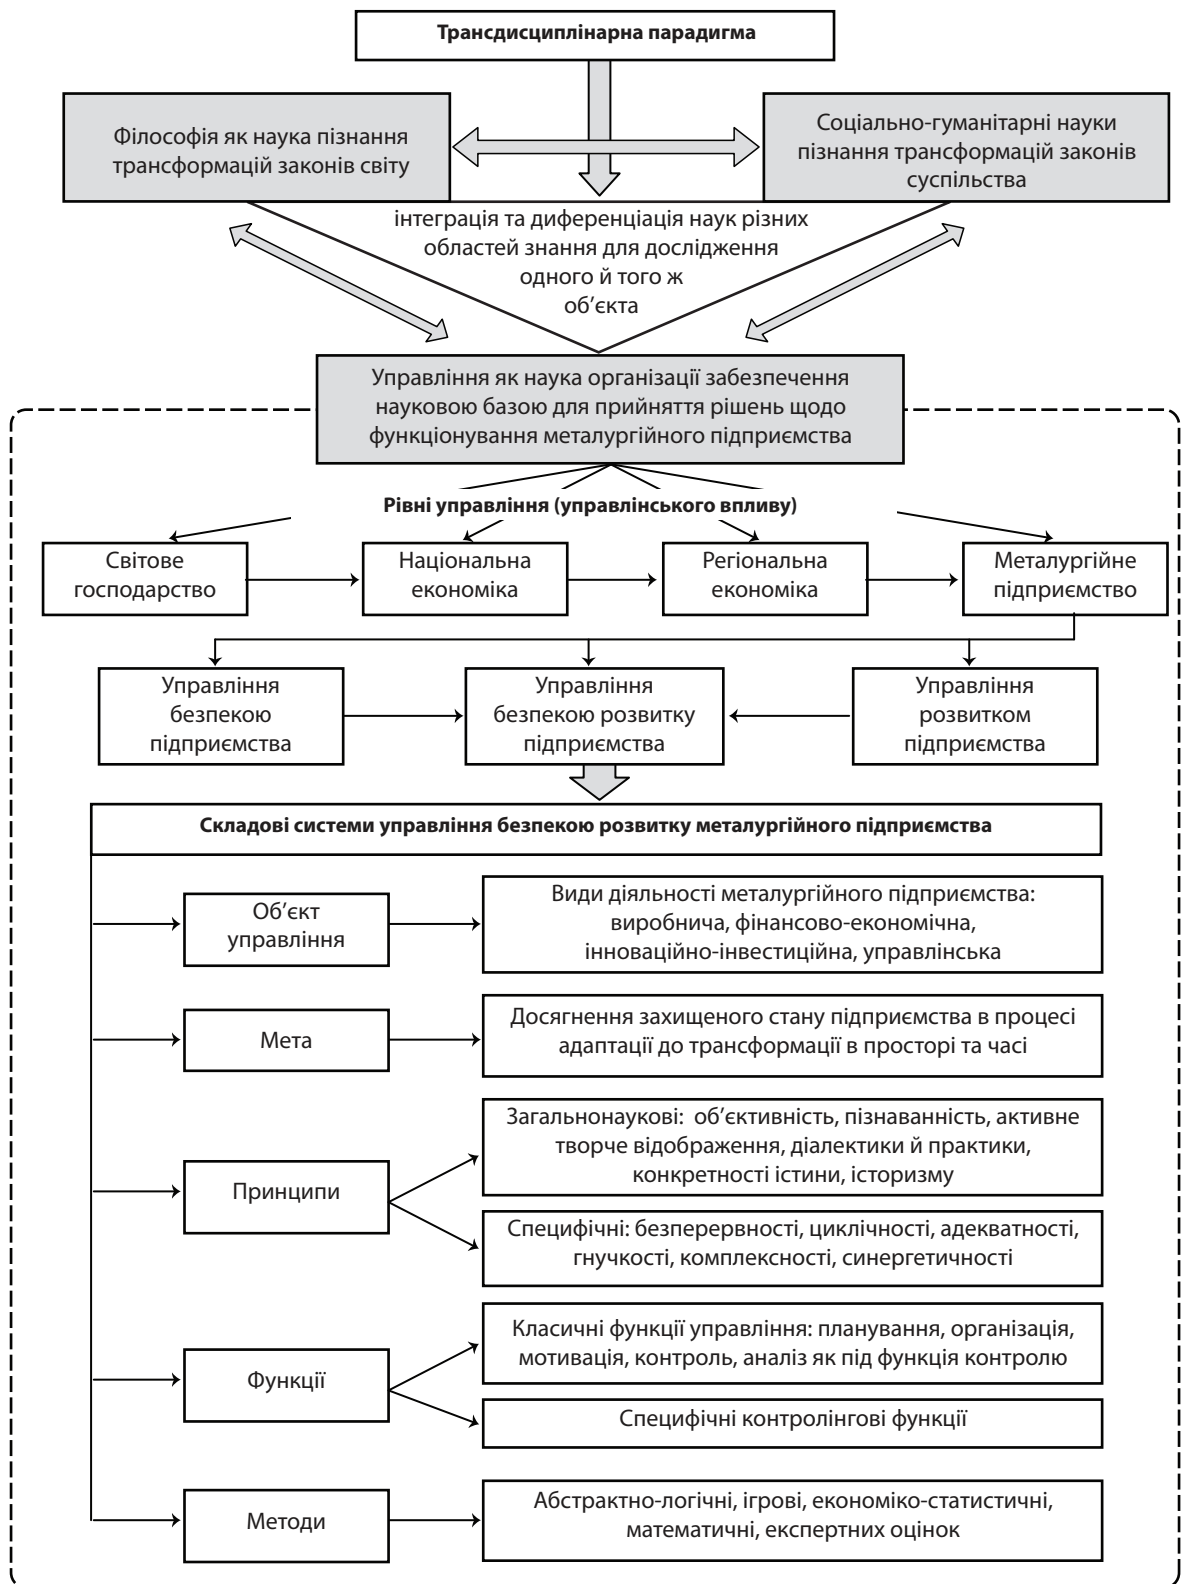 Трансдисциплінарна парадигма
Філософія як наука пізнання
трансформацій законів світу
Соціально-гуманітарні науки
пізнання трансформацій законів
суспільства
інтеграція та диференціація наук різних
областей знання для дослідження
одного й того ж
об’єкта
Управління як наука організації забезпечення
науковою базою для прийняття рішень щодо
функціонування металургійного підприємства
Рівні управління (управлінського впливу)
Світове
господарство
Національна
економіка
Регіональна
економіка
Металургійне
підприємство
Управління
безпекою
підприємства
Управління
безпекою розвитку
підприємства
Управління
розвитком
підприємства
Складові системи управління безпекою розвитку металургійного підприємства
Об’єкт
управління
Види діяльності металургійного підприємства:
виробнича, фінансово-економічна,
інноваційно-інвестиційна, управлінська
Мета
Досягнення захищеного стану підприємства в процесі
адаптації до трансформації в просторі та часі
Принципи
Загальнонаукові: об’єктивність, пізнаванність, активне
творче відображення, діалектики й практики,
конкретності істини, історизму
Специфічні: безперервності, циклічності, адекватності,
гнучкості, комплексності, синергетичності
Функції
Класичні функції управління: планування, організація,
мотивація, контроль, аналіз як під функція контролю
Специфічні контролінгові функції
Методи
Абстрактно-логічні, ігрові, економіко-статистичні,
математичні, експертних оцінок